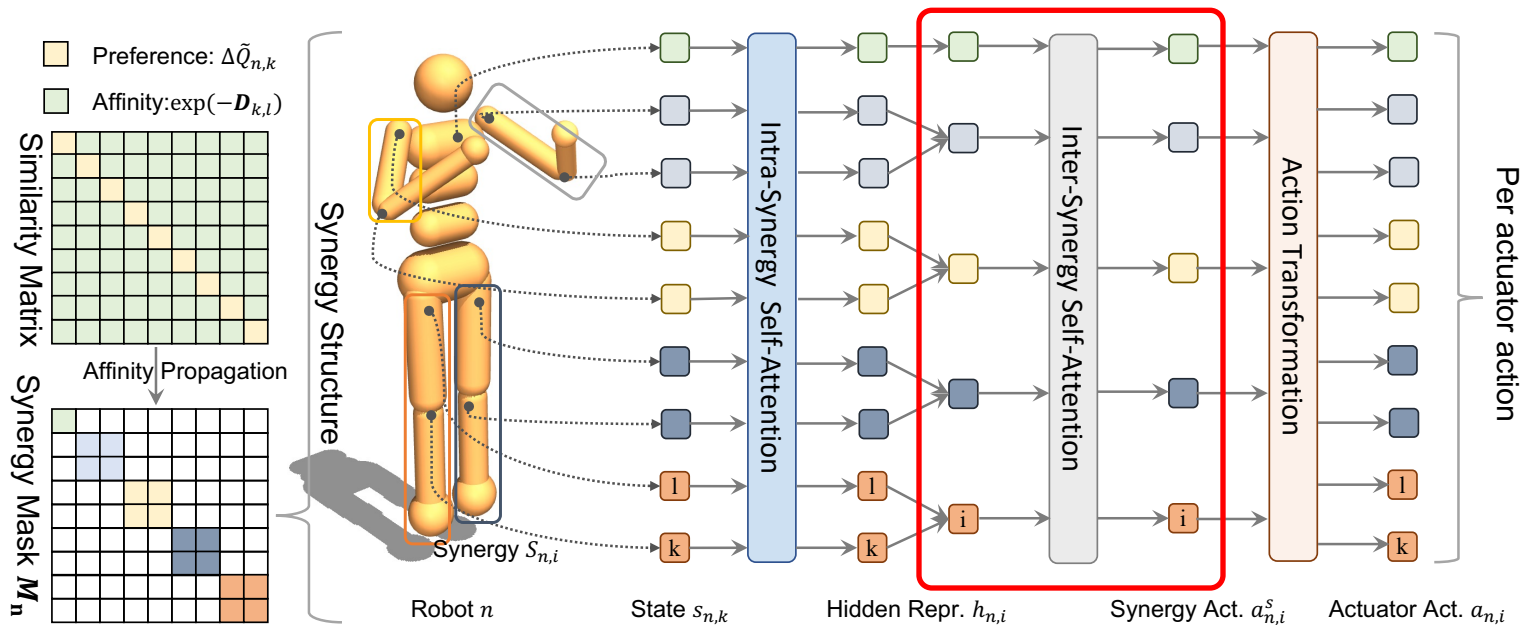 Preference: ΔQ̃n,k
Affinity:exp(−Dk,l)
Similarity Matrix
Affinity Propagation
Synergy Mask Mn
Synergy Structure
Synergy Sn,i
Robot n
l
k
State sn,k
Intra-Synergy Self-Attention
l
k
i
Hidden Repr. hn,i
Inter-Synergy Self-Attention
i
Synergy Act. a^s_n,i
Action Transformation
l
k
Actuator Act. an,i
Per actuator action